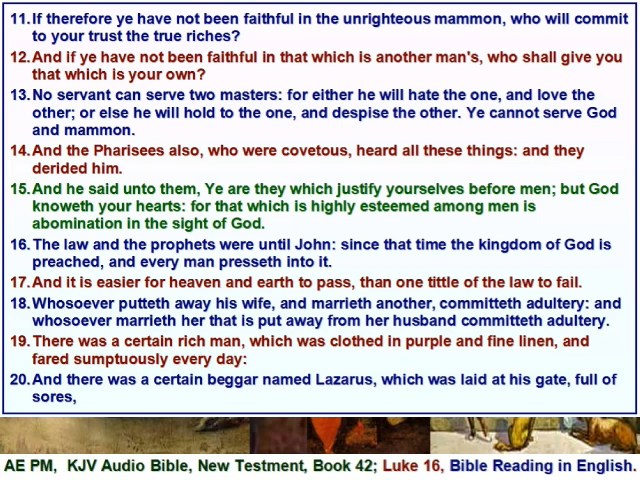 11. If therefore ye have not been faithful in the unrighteous mammon, who will commit
to your trust the true riches?
12. And if ye have not been faithful in that which is another man's, who shall give you
that which is your own?
13. No servant can serve two masters: for either he will hate the one, and love the
other; or else he will hold to the one, and despise the other. Ye cannot serve God
and mammon.
14. And the Pharisees also, who were covetous, heard all these things: and they
derided him.
15. And he said unto them, Ye are they which justify yourselves before men; but God
knoweth your hearts: for that which is highly esteemed among men is
abomination in the sight of God.
16. The law and the prophets were until John: since that time the kingdom of God is
preached, and every man presseth into it.
17. And it is easier for heaven and earth to pass, than one tittle of the law to fail.
18. Whosoever putteth away his wife, and marrieth another, committeth adultery: and
whosoever marrieth her that is put away from her husband committeth adultery.
19. There was a certain rich man, which was clothed in purple and fine linen, and
fared sumptuously every day:
20. And there was a certain beggar named Lazarus, which was laid at his gate, full of
sores,
AE PM, KJV Audio Bible, New Testment, Book 42; Luke 16, Bible Reading in English.